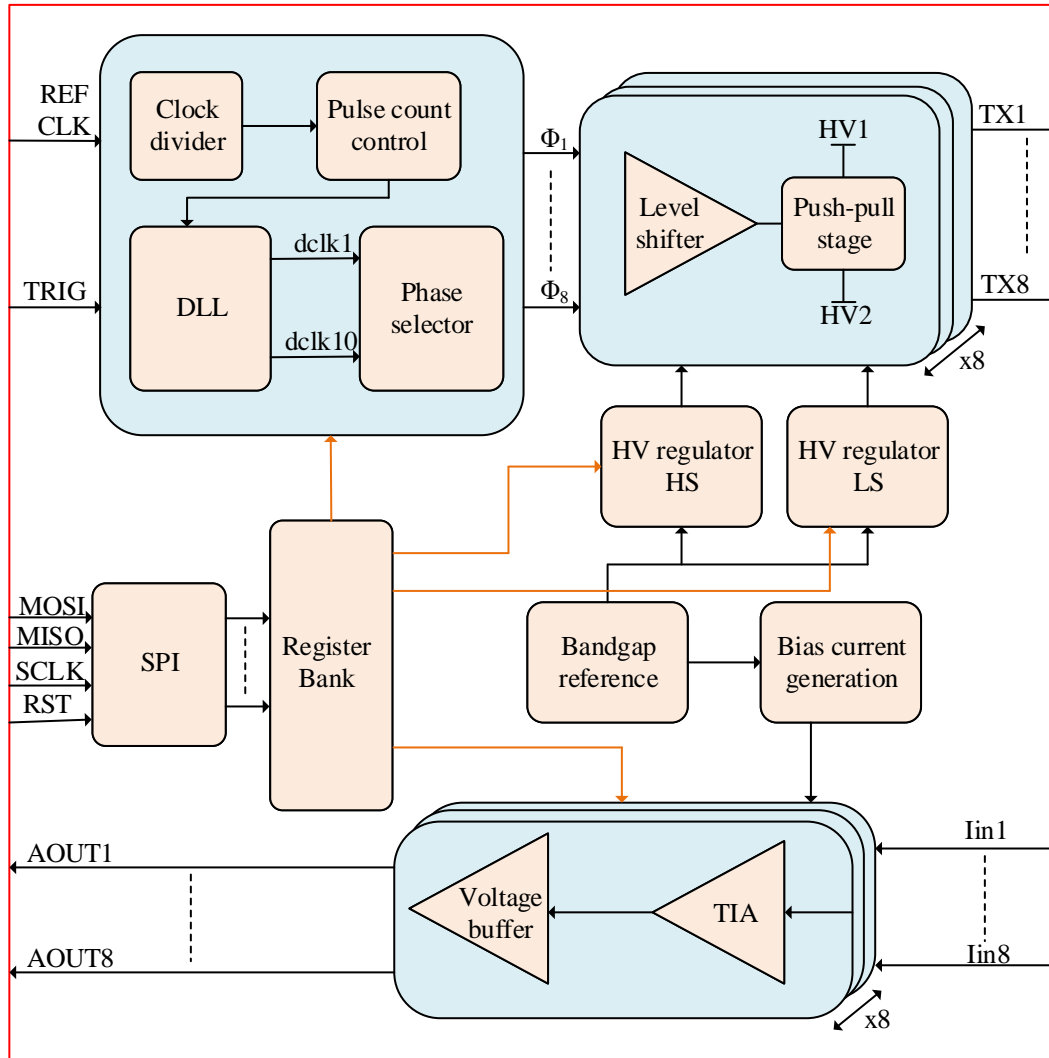 REF
CLK
TRIG
Clock
divider
Pulse count
control
DLL
dclk1
dclk10
Phase
selector
Φ1
Φ8
Level
shifter
HV1
Push-pull
stage
HV2
TX1
TX8
x8
HV regulator
HS
HV regulator
LS
MOSI
MISO
SCLK
RST
SPI
Register
Bank
Bandgap
reference
Bias current
generation
AOUT1
AOUT8
Voltage
buffer
TIA
Iin1
Iin8
x8